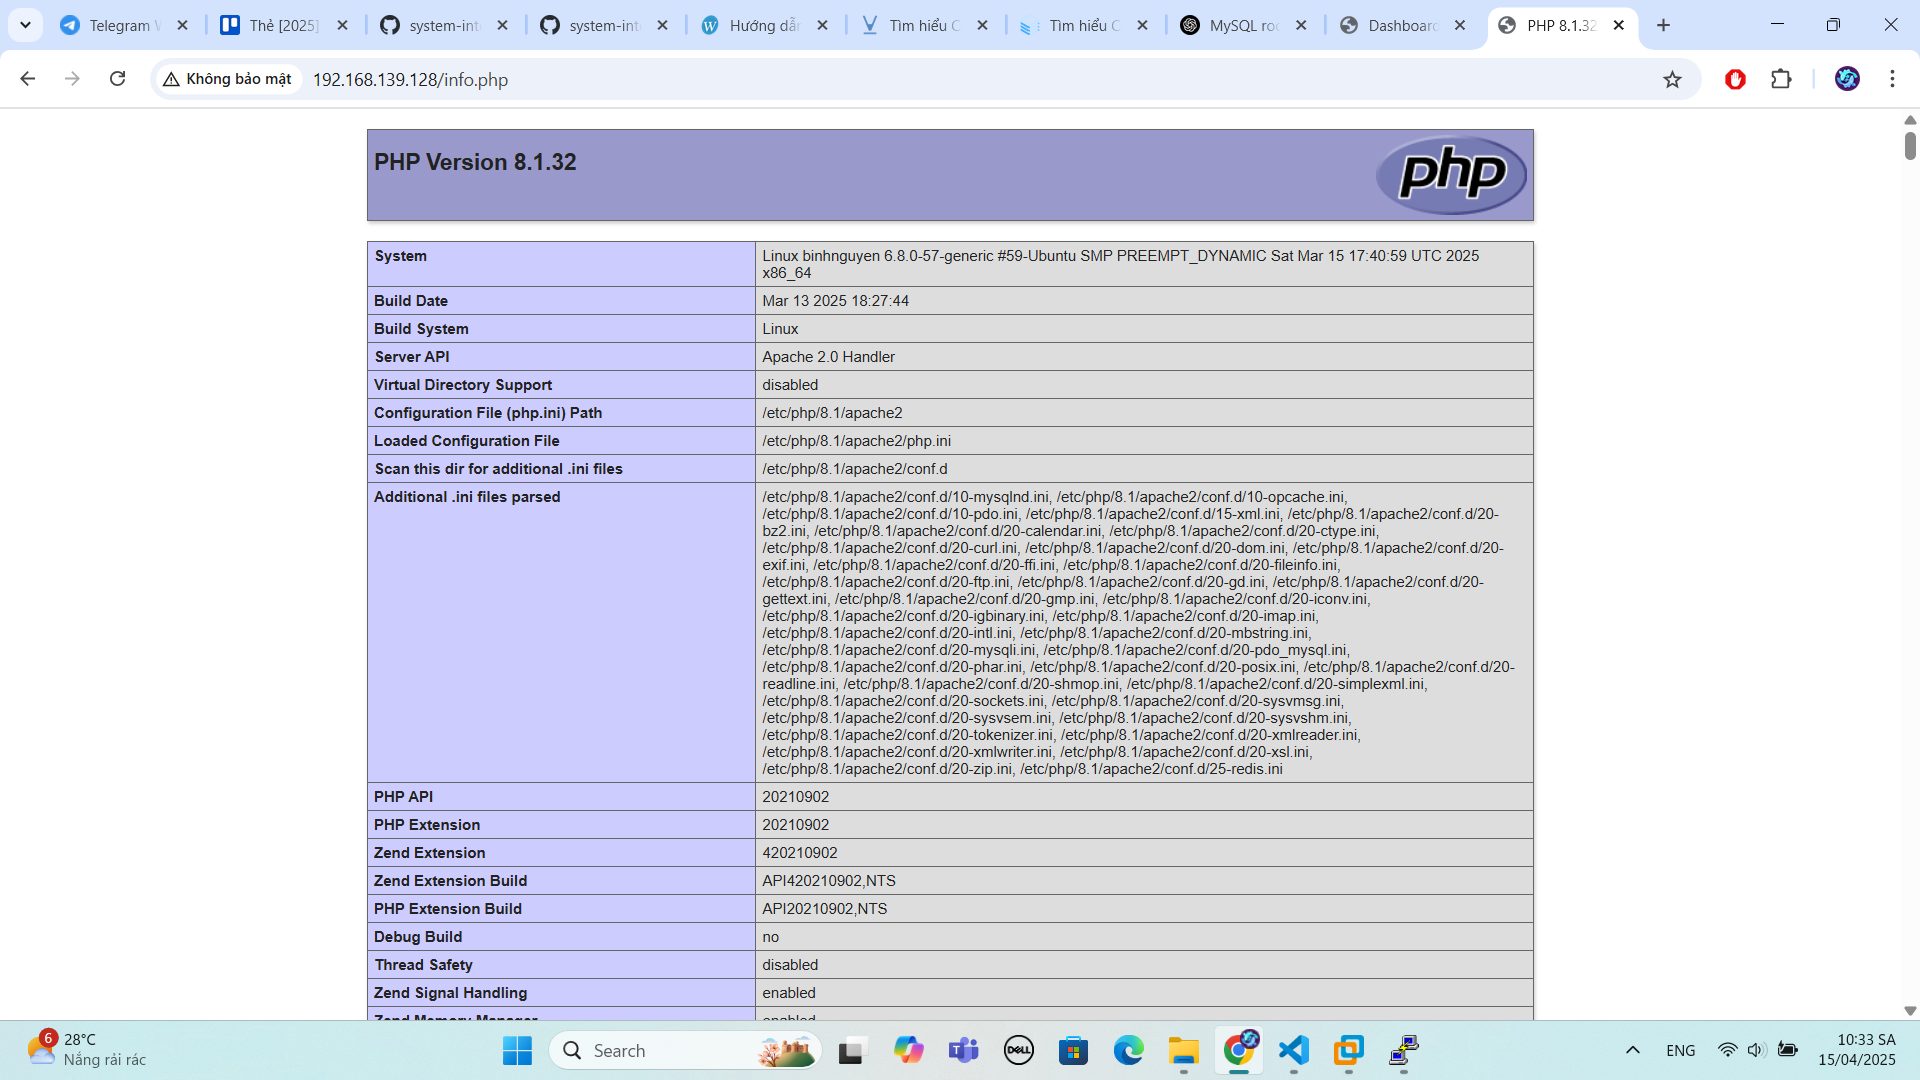 Telegram W
Thẻ [2025]
system-inte
system-inte
Hướng dẫn
Tìm hiểu C
Tìm hiểu C
MySQL roo
Dashboard
PHP 8.1.32
Không bảo mật
192.168.139.128/info.php
PHP Version 8.1.32
php
System
Linux binhnguyen 6.8.0-57-generic #59-Ubuntu SMP PREEMPT_DYNAMIC Sat Mar 15 17:40:59 UTC 2025
x86_64
Build Date
Mar 13 2025 18:27:44
Build System
Linux
Server API
Apache 2.0 Handler
Virtual Directory Support
disabled
Configuration File (php.ini) Path
/etc/php/8.1/apache2
Loaded Configuration File
/etc/php/8.1/apache2/php.ini
Scan this dir for additional .ini files
/etc/php/8.1/apache2/conf.d
Additional .ini files parsed
/etc/php/8.1/apache2/conf.d/10-mysqlnd.ini, /etc/php/8.1/apache2/conf.d/10-opcache.ini,
/etc/php/8.1/apache2/conf.d/10-pdo.ini, /etc/php/8.1/apache2/conf.d/15-xml.ini, /etc/php/8.1/apache2/conf.d/20-
bz2.ini, /etc/php/8.1/apache2/conf.d/20-calendar.ini, /etc/php/8.1/apache2/conf.d/20-ctype.ini,
/etc/php/8.1/apache2/conf.d/20-curl.ini, /etc/php/8.1/apache2/conf.d/20-dom.ini, /etc/php/8.1/apache2/conf.d/20-
exif.ini, /etc/php/8.1/apache2/conf.d/20-ffi.ini, /etc/php/8.1/apache2/conf.d/20-fileinfo.ini,
/etc/php/8.1/apache2/conf.d/20-ftp.ini, /etc/php/8.1/apache2/conf.d/20-gd.ini, /etc/php/8.1/apache2/conf.d/20-
gettext.ini, /etc/php/8.1/apache2/conf.d/20-gmp.ini, /etc/php/8.1/apache2/conf.d/20-iconv.ini,
/etc/php/8.1/apache2/conf.d/20-igbinary.ini, /etc/php/8.1/apache2/conf.d/20-imap.ini,
/etc/php/8.1/apache2/conf.d/20-intl.ini, /etc/php/8.1/apache2/conf.d/20-mbstring.ini,
/etc/php/8.1/apache2/conf.d/20-mysqli.ini, /etc/php/8.1/apache2/conf.d/20-pdo_mysql.ini,
/etc/php/8.1/apache2/conf.d/20-phar.ini, /etc/php/8.1/apache2/conf.d/20-posix.ini, /etc/php/8.1/apache2/conf.d/20-
readline.ini, /etc/php/8.1/apache2/conf.d/20-shmop.ini, /etc/php/8.1/apache2/conf.d/20-simplexml.ini,
/etc/php/8.1/apache2/conf.d/20-sockets.ini, /etc/php/8.1/apache2/conf.d/20-sysvmsg.ini,
/etc/php/8.1/apache2/conf.d/20-sysvsem.ini, /etc/php/8.1/apache2/conf.d/20-sysvshm.ini,
/etc/php/8.1/apache2/conf.d/20-tokenizer.ini, /etc/php/8.1/apache2/conf.d/20-xmlreader.ini,
/etc/php/8.1/apache2/conf.d/20-xmlwriter.ini, /etc/php/8.1/apache2/conf.d/20-xsl.ini,
/etc/php/8.1/apache2/conf.d/20-zip.ini, /etc/php/8.1/apache2/conf.d/25-redis.ini
PHP API
20210902
PHP Extension
20210902
Zend Extension
420210902
Zend Extension Build
API420210902,NTS
PHP Extension Build
API20210902,NTS
Debug Build
no
Thread Safety
disabled
Zend Signal Handling
enabled
Zend Memory Manager
enabled
6
28°C
Nắng rải rác
Search
DELL
ENG
10:33 SA
15/04/2025